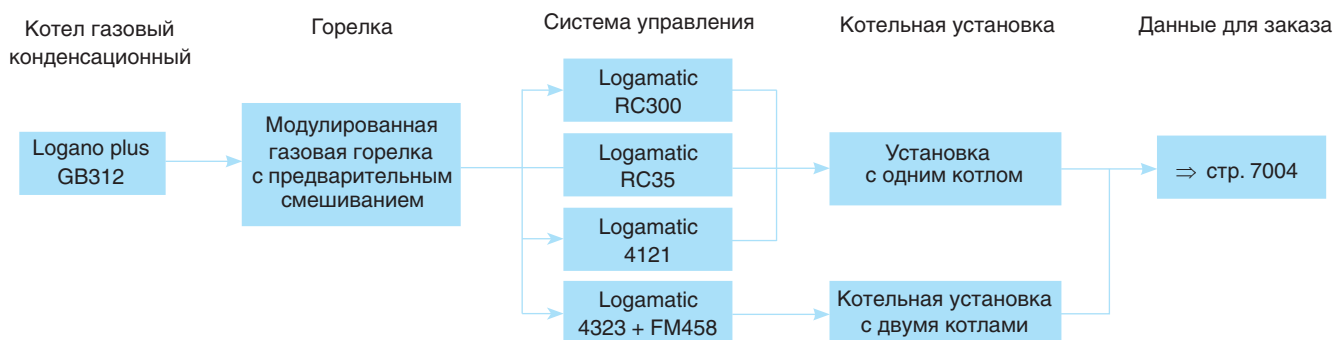 Котел газовый
конденсационный
Горелка
Система управления
Котельная установка
Данные для заказа
Logano plus
GB312
Модулированная
газовая горелка
с предварительным
смешиванием
Logamatic
RC300
Logamatic
RC35
Logamatic
4121
Logamatic
4323 + FM458
Установка
с одним котлом
Котельная установка
с двумя котлами
⇒ стр. 7004